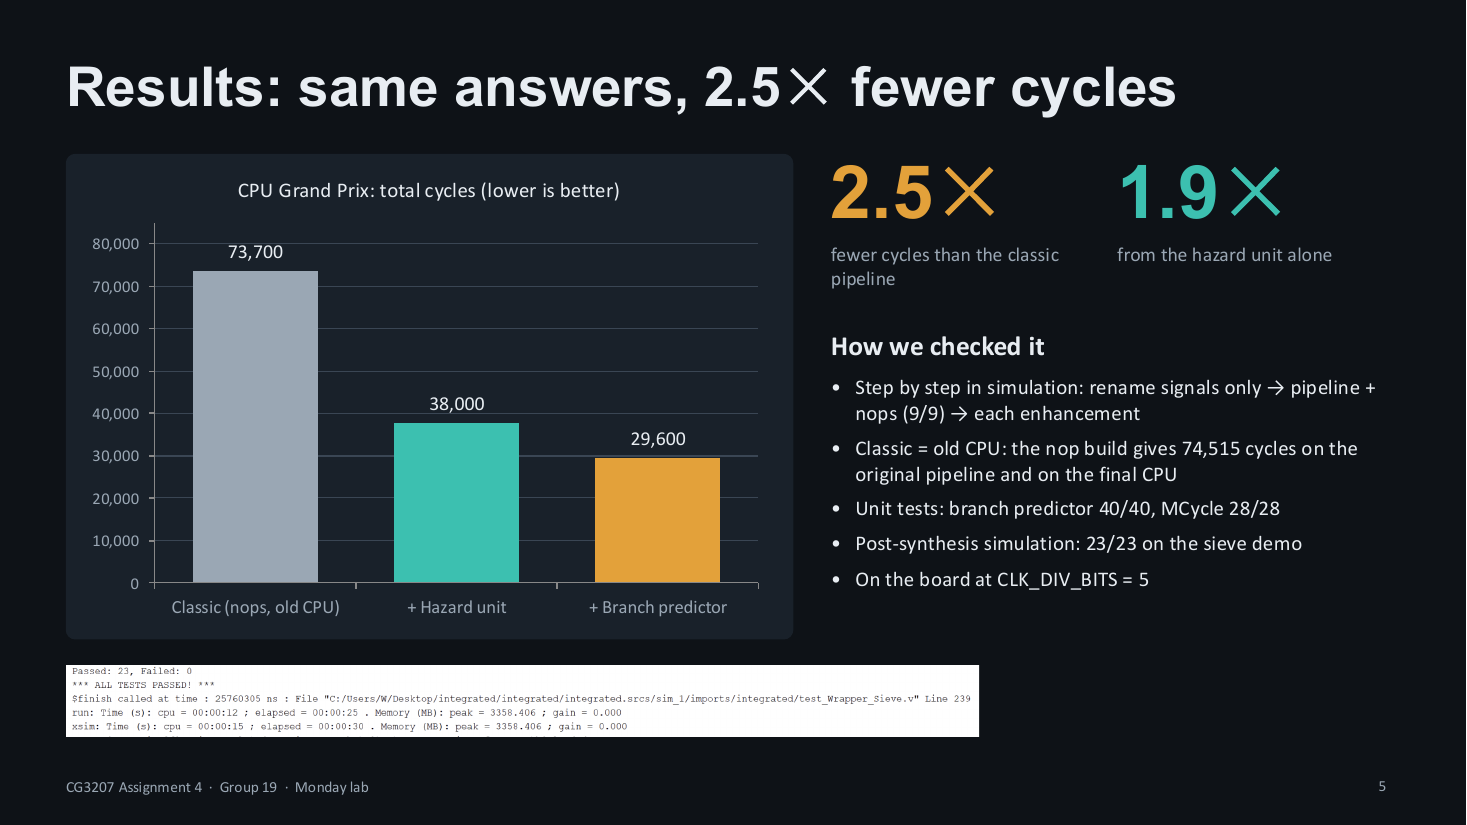 Results: same answers, 2.5× fewer cycles
CPU Grand Prix: total cycles (lower is better)
80,000
70,000
60,000
50,000
40,000
30,000
20,000
10,000
0
73,700
38,000
29,600
Classic (nops, old CPU)
+ Hazard unit
+ Branch predictor
2.5×
fewer cycles than the classic
pipeline
1.9×
from the hazard unit alone
How we checked it
• Step by step in simulation: rename signals only → pipeline +
nops (9/9) → each enhancement
• Classic = old CPU: the nop build gives 74,515 cycles on the
original pipeline and on the final CPU
• Unit tests: branch predictor 40/40, MCycle 28/28
• Post-synthesis simulation: 23/23 on the sieve demo
• On the board at CLK_DIV_BITS = 5
Passed: 23, Failed: 0
*** ALL TESTS PASSED! ***
$finish called at time : 25760305 ns : File "C:/Users/W/Desktop/integrated/integrated/integrated.srcs/sim_1/imports/integrated/test_Wrapper_Sieve.v" Line 239
run: Time (s): cpu = 00:00:12 ; elapsed = 00:00:25 . Memory (MB): peak = 3358.406 ; gain = 0.000
xsim: Time (s): cpu = 00:00:15 ; elapsed = 00:00:30 . Memory (MB): peak = 3358.406 ; gain = 0.000
CG3207 Assignment 4 · Group 19 · Monday lab
5